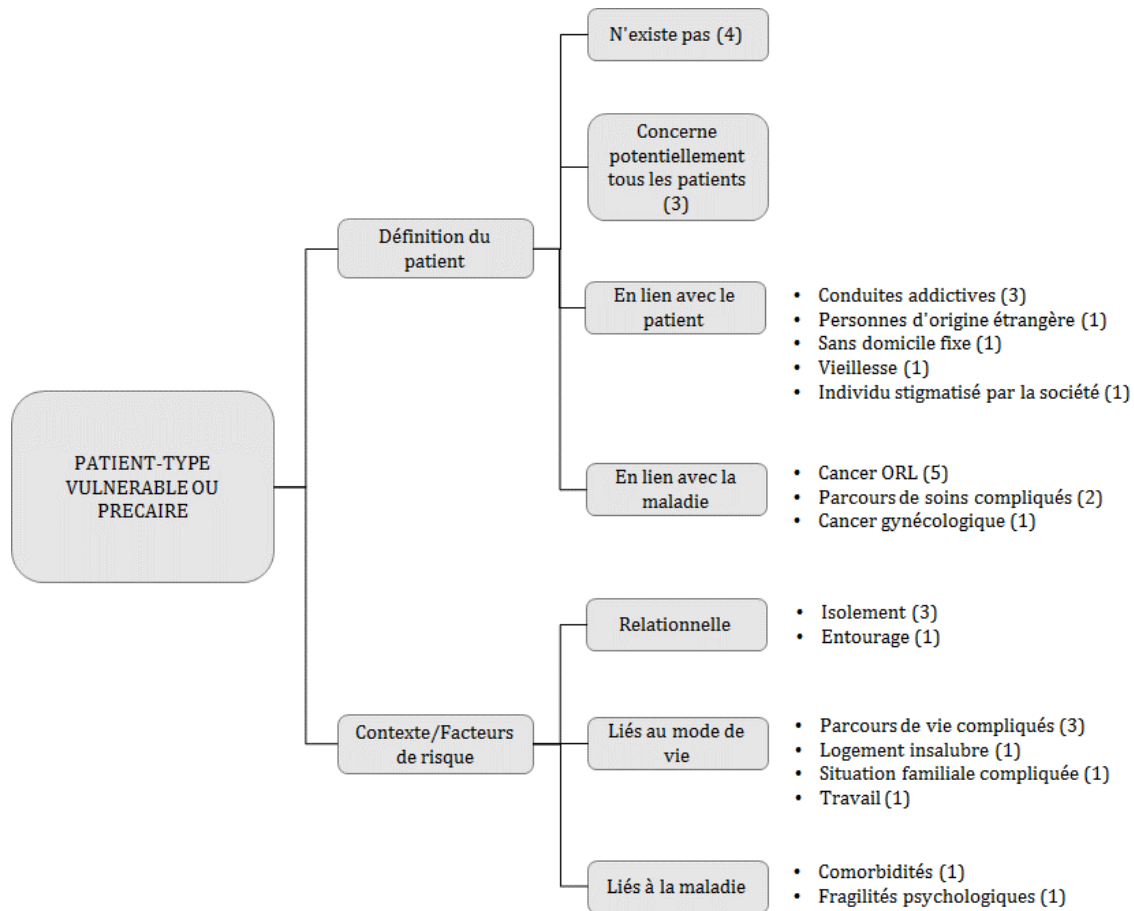 PATIENT-TYPE
VULNERABLE OU
PRECAIRE
Définition du
patient
N'existe pas (4)
Concerne
potentiellement
tous les patients
(3)
En lien avec le
patient
• Conduites addictives (3)
• Personnes d'origine étrangère (1)
• Sans domicile fixe (1)
• Vieillesse (1)
• Individu stigmatisé par la société (1)
En lien avec la
maladie
• Cancer ORL (5)
• Parcours de soins compliqués (2)
• Cancer gynécologique (1)
Contexte/Facteurs
de risque
Relationnelle
• Isolement (3)
• Entourage (1)
Liés au mode de
vie
• Parcours de vie compliqués (3)
• Logement insalubre (1)
• Situation familiale compliquée (1)
• Travail (1)
Liés à la maladie
• Comorbidités (1)
• Fragilités psychologiques (1)